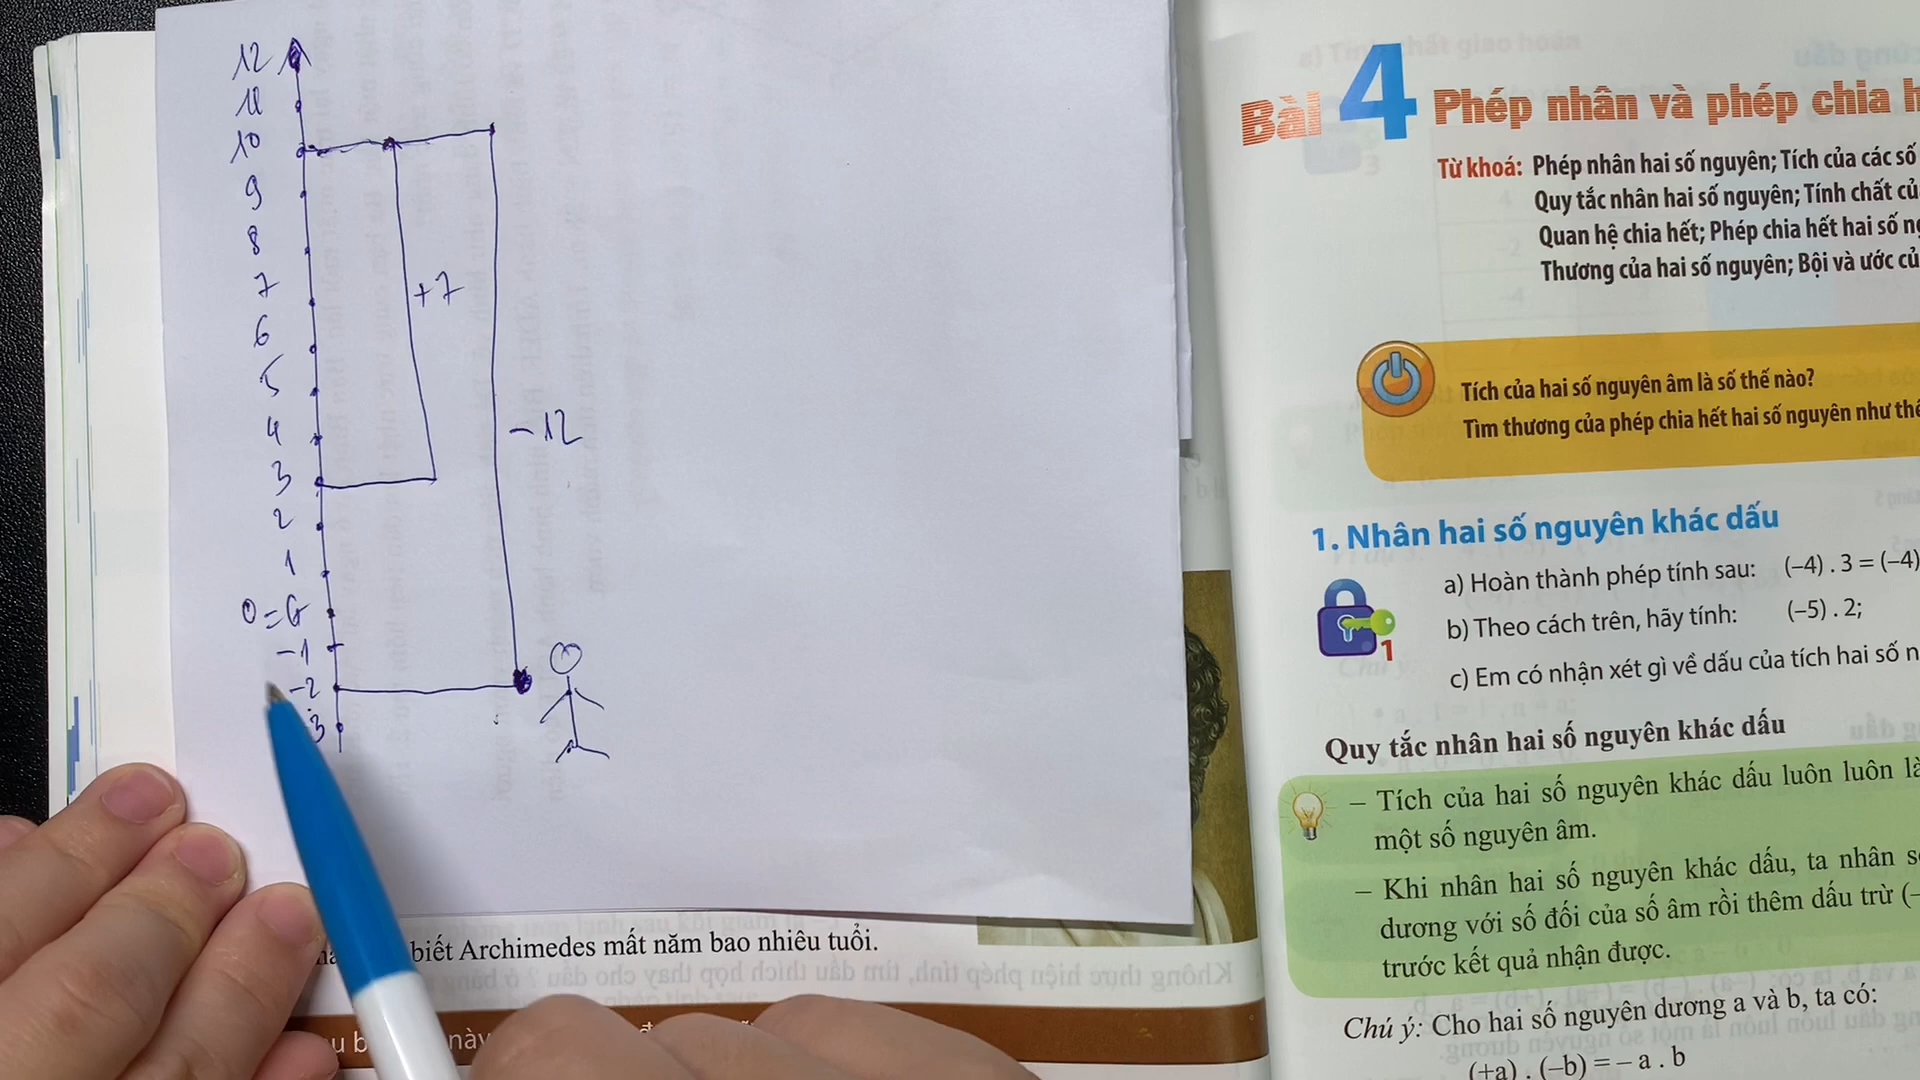 12
11
10
9
8
7
+7
6
5
4
-12
3
2
1
0=G
-1
-2
3
biết Archimedes mất năm bao nhiêu tuổi.
Bài 4 Phép nhân và phép chia h
Từ khoá: Phép nhân hai số nguyên; Tích của các số
Quy tắc nhân hai số nguyên; Tính chất củ
Quan hệ chia hết; Phép chia hết hai số ng
Thương của hai số nguyên; Bội và ước củ
Tích của hai số nguyên âm là số thế nào?
Tìm thương của phép chia hết hai số nguyên như thế
1. Nhân hai số nguyên khác dấu
1
a) Hoàn thành phép tính sau: (–4) . 3 = (–4)
b) Theo cách trên, hãy tính: (–5) . 2;
c) Em có nhận xét gì về dấu của tích hai số n
Quy tắc nhân hai số nguyên khác dấu
– Tích của hai số nguyên khác dấu luôn luôn là
một số nguyên âm.
– Khi nhân hai số nguyên khác dấu, ta nhân s
dương với số đối của số âm rồi thêm dấu trừ (–
trước kết quả nhận được.
Chú ý: Cho hai số nguyên dương a và b, ta có:
(+a) . (–b) = – a . b